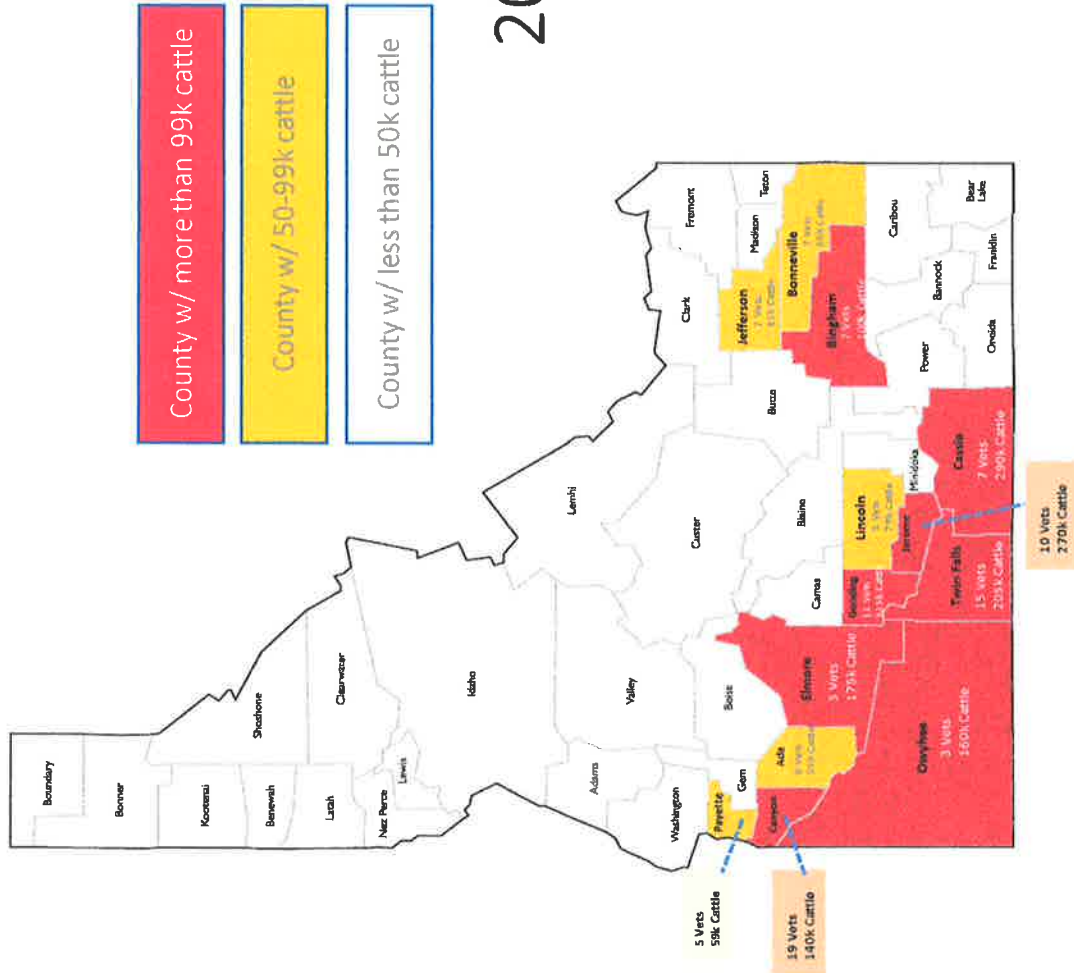 County w/ more than 99k cattle
County w/ 50-99k cattle
County w/ less than 50k cattle
20
Boundary
Bonner
Kootenai
Benewah
Shoshone
Latah
Clearwater
Nez Perce
Lewis
Idaho
Adams
Valley
Lemhi
Washington
Payette
5 Vets
59k Cattle
Gem
Boise
Custer
Clark
Fremont
Canyon
19 Vets
140k Cattle
Ada
Elmore
175k Cattle
Camas
Blaine
Butte
Jefferson
7 Vets
Madison
Teton
Bonneville
7 Vets
Bingham
7 Vets
Owyhee
3 Vets
160k Cattle
Gooding
Lincoln
Jerome
10 Vets
270k Cattle
Minidoka
Twin Falls
15 Vets
205k Cattle
Cassia
7 Vets
290k Cattle
Power
Bannock
Caribou
Oneida
Franklin
Bear
Lake